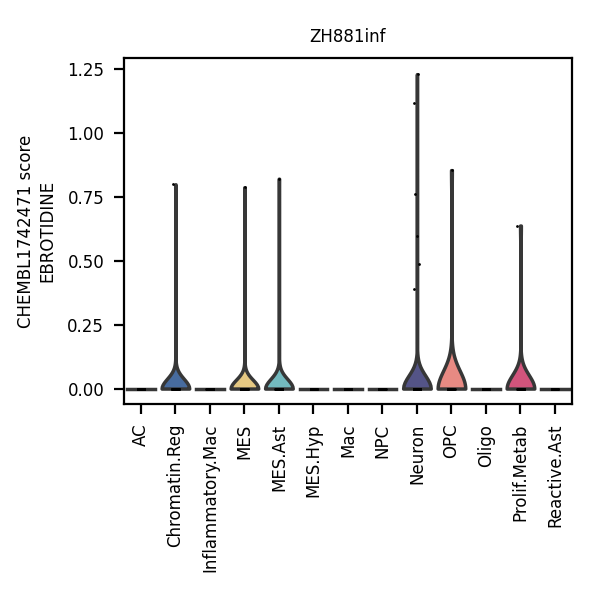 ZH881inf
CHEMBL1742471 score
EBROTIDINE
1.25
1.00
0.75
0.50
0.25
0.00
AC
Chromatin.Reg
Inflammatory.Mac
MES
MES.Ast
MES.Hyp
Mac
NPC
Neuron
OPC
Oligo
Prolif.Metab
Reactive.Ast